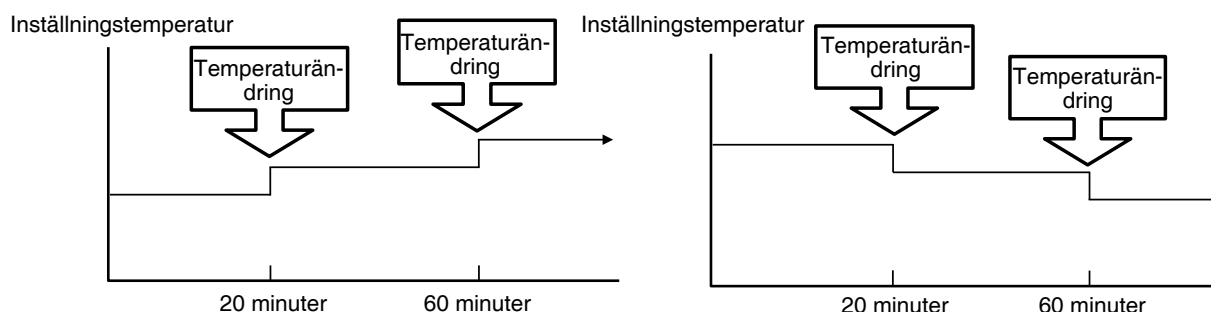 Inställningstemperatur
Temperaturän-
dring
Temperaturän-
dring
20 minuter
60 minuter
Inställningstemperatur
Temperaturän-
dring
Temperaturän-
dring
20 minuter
60 minuter